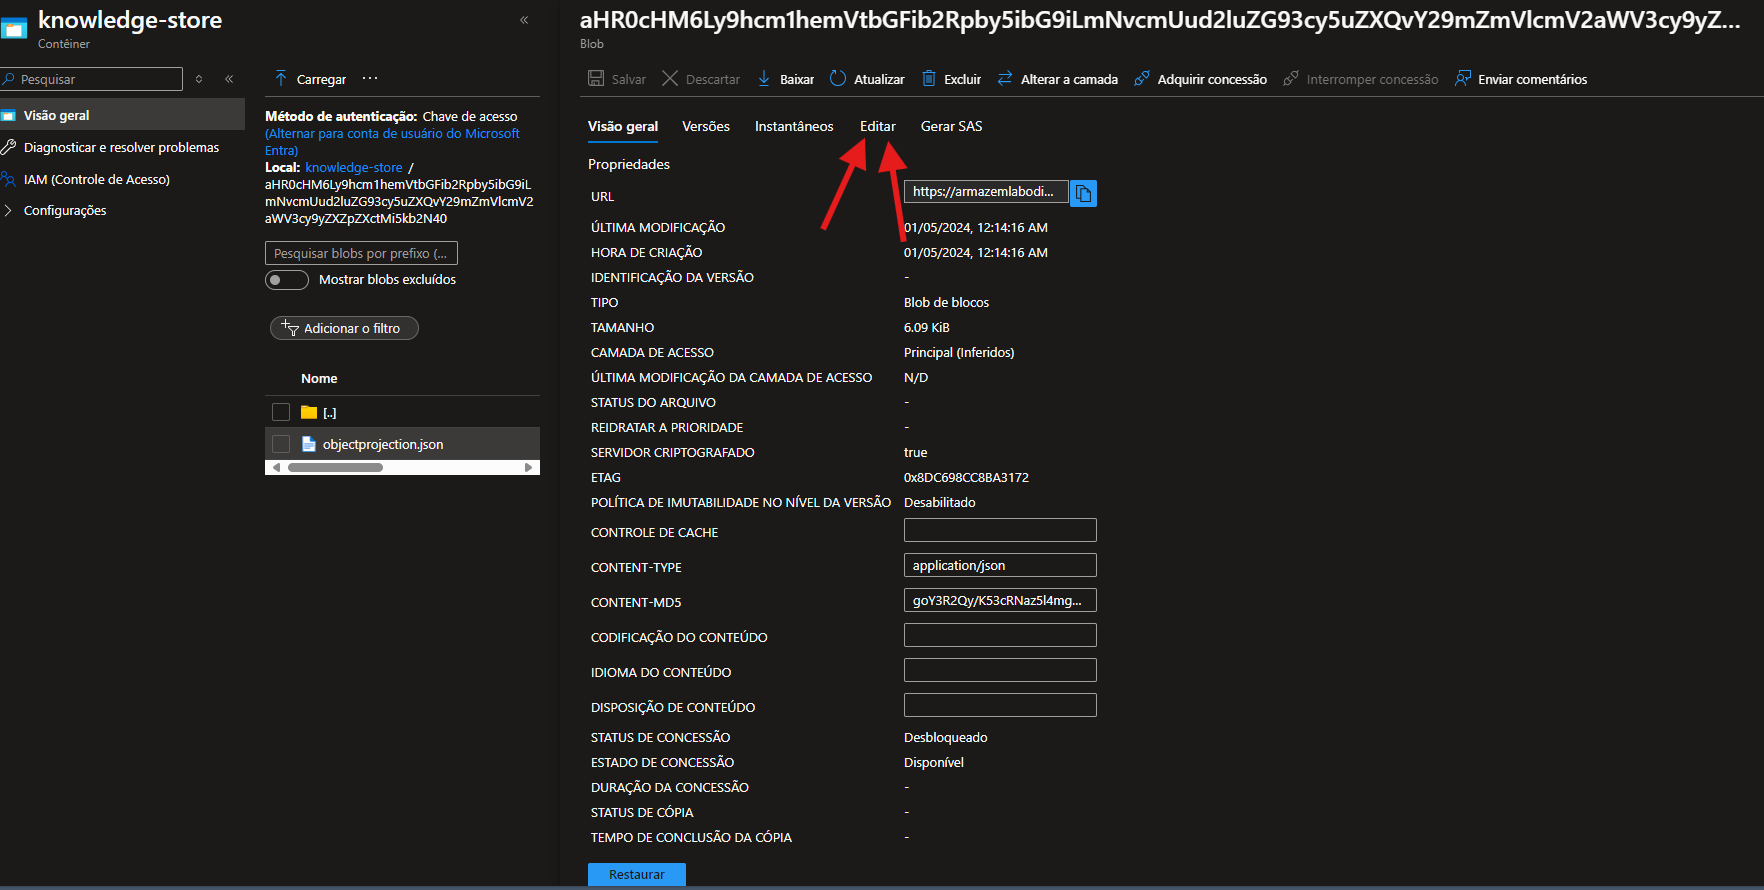 knowledge-store
Contêiner
Pesquisar
Visão geral
Diagnosticar e resolver problemas
IAM (Controle de Acesso)
Configurações
Carregar
Método de autenticação: Chave de acesso
(Alternar para conta de usuário do Microsoft
Entra)
Local: knowledge-store /
aHR0cHM6Ly9hcm1hemVtbGFib2Rpby5ibG9iL
mNvcmUud2luZG93cy5uZXQvY29mZmVlcmV2
aWV3cy9yZXZpZXctMi5kb2N40
Pesquisar blobs por prefixo (...
Mostrar blobs excluídos
Adicionar o filtro
Nome
[..]
objectprojection.json
aHR0cHM6Ly9hcm1hemVtbGFib2Rpby5ibG9iLmNvcmUud2luZG93cy5uZXQvY29mZmVlcmV2aWV3cy9yZ...
Blob
Salvar
Descartar
Baixar
Atualizar
Excluir
Alterar a camada
Adquirir concessão
Interromper concessão
Enviar comentários
Visão geral
Versões
Instantâneos
Editar
Gerar SAS
Propriedades
URL https://armazemlabodi...
ÚLTIMA MODIFICAÇÃO 01/05/2024, 12:14:16 AM
HORA DE CRIAÇÃO 01/05/2024, 12:14:16 AM
IDENTIFICAÇÃO DA VERSÃO -
TIPO Blob de blocos
TAMANHO 6.09 KiB
CAMADA DE ACESSO Principal (Inferidos)
ÚLTIMA MODIFICAÇÃO DA CAMADA DE ACESSO N/D
STATUS DO ARQUIVO -
REIDRATAR A PRIORIDADE -
SERVIDOR CRIPTOGRAFADO true
ETAG 0x8DC698CC8BA3172
POLÍTICA DE IMUTABILIDADE NO NÍVEL DA VERSÃO Desabilitado
CONTROLE DE CACHE
CONTENT-TYPE application/json
CONTENT-MD5 goY3R2Qy/K53cRNaz5l4mg...
CODIFICAÇÃO DO CONTEÚDO
IDIOMA DO CONTEÚDO
DISPOSIÇÃO DE CONTEÚDO
STATUS DE CONCESSÃO Desbloqueado
ESTADO DE CONCESSÃO Disponível
DURAÇÃO DA CONCESSÃO -
STATUS DE CÓPIA -
TEMPO DE CONCLUSÃO DA CÓPIA -
Restaurar